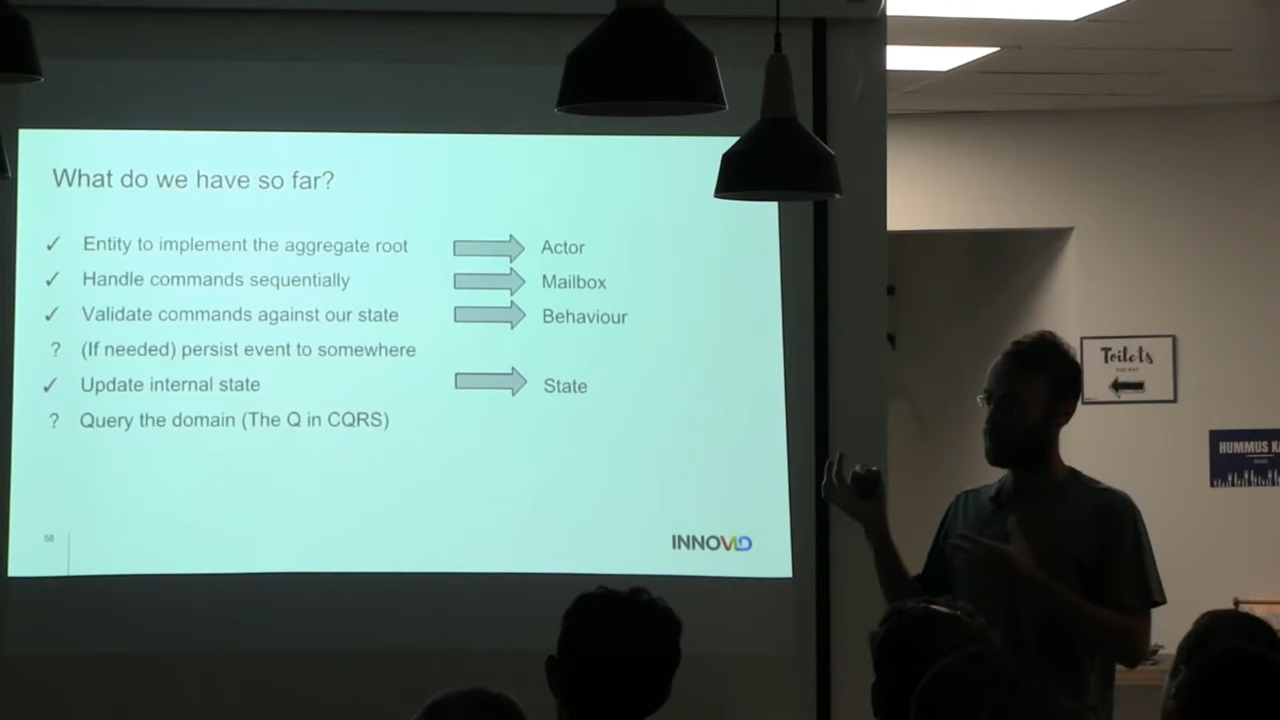 What do we have so far?
✓ Entity to implement the aggregate root Actor
✓ Handle commands sequentially Mailbox
✓ Validate commands against our state Behaviour
? (If needed) persist event to somewhere
✓ Update internal state State
? Query the domain (The Q in CQRS)
58
INNOVID
Toilets
HUMMUS